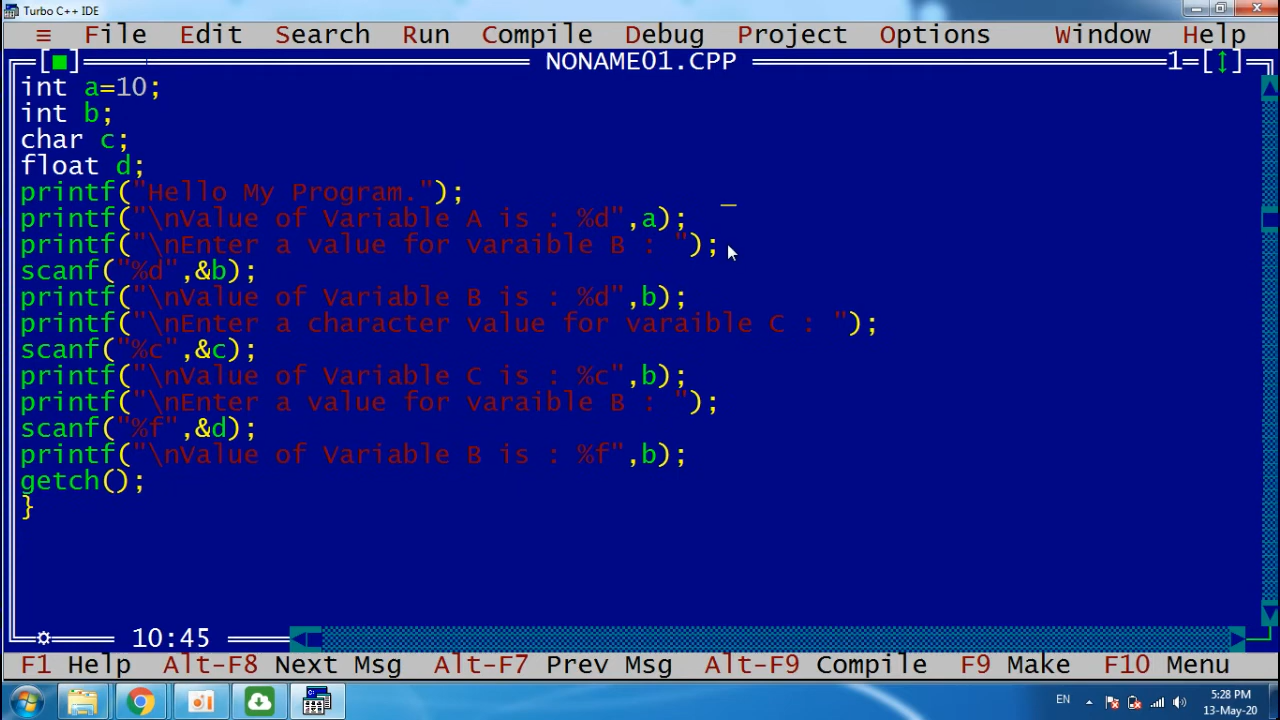 Turbo C++ IDE
≡ File Edit Search Run Compile Debug Project Options Window Help
[■] NONAME01.CPP 1=[↕]
int a=10;
int b;
char c;
float d;
printf("Hello My Program.");
printf("\nValue of Variable A is : %d",a);
printf("\nEnter a value for varaible B : ");
scanf("%d",&b);
printf("\nValue of Variable B is : %d",b);
printf("\nEnter a character value for varaible C : ");
scanf("%c",&c);
printf("\nValue of Variable C is : %c",b);
printf("\nEnter a value for varaible B : ");
scanf("%f",&d);
printf("\nValue of Variable B is : %f",b);
getch();
}
10:45
F1 Help Alt-F8 Next Msg Alt-F7 Prev Msg Alt-F9 Compile F9 Make F10 Menu
EN 5:28 PM
13-May-20